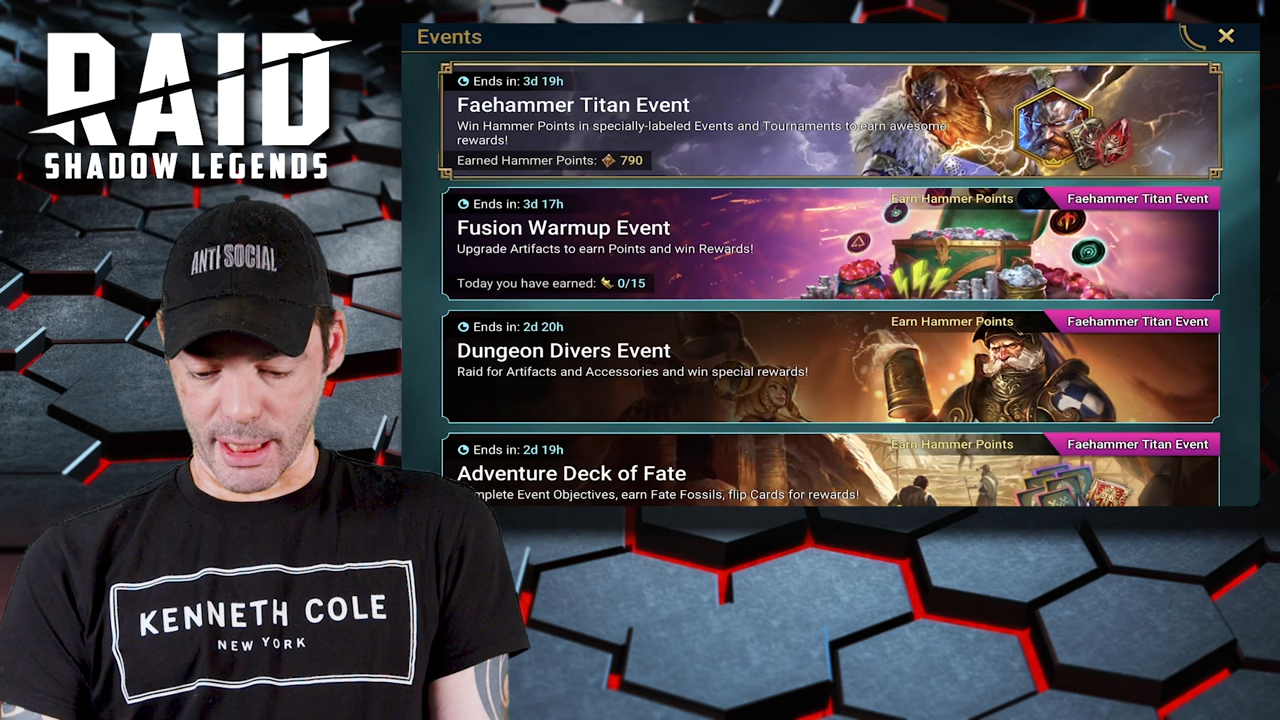 RAID
SHADOW LEGENDS
ANTI SOCIAL
KENNETH COLE
NEW YORK
Events
Ends in: 3d 19h
Faehammer Titan Event
Win Hammer Points in specially-labeled Events and Tournaments to earn awesome
rewards!
Earned Hammer Points: 790
Ends in: 3d 17h
Earn Hammer Points
Faehammer Titan Event
Fusion Warmup Event
Upgrade Artifacts to earn Points and win Rewards!
Today you have earned: 0/15
Ends in: 2d 20h
Earn Hammer Points
Faehammer Titan Event
Dungeon Divers Event
Raid for Artifacts and Accessories and win special rewards!
Ends in: 2d 19h
Earn Hammer Points
Faehammer Titan Event
Adventure Deck of Fate
mplete Event Objectives, earn Fate Fossils, flip Cards for rewards!